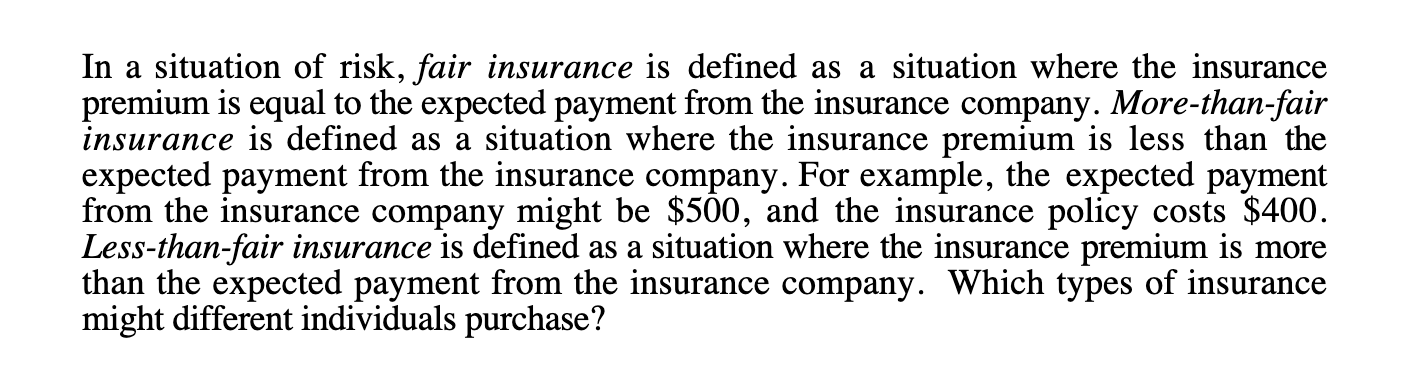 In a situation of risk, fair insurance is defined as a situation where the insurance
premium is equal to the expected payment from the insurance company. More-than-fair
insurance is defined as a situation where the insurance premium is less than the
expected payment from the insurance company. For example, the expected payment
from the insurance company might be $500, and the insurance policy costs $400.
Less-than-fair insurance is defined as a situation where the insurance premium is more
than the expected payment from the insurance company. Which types of insurance
might different individuals purchase?